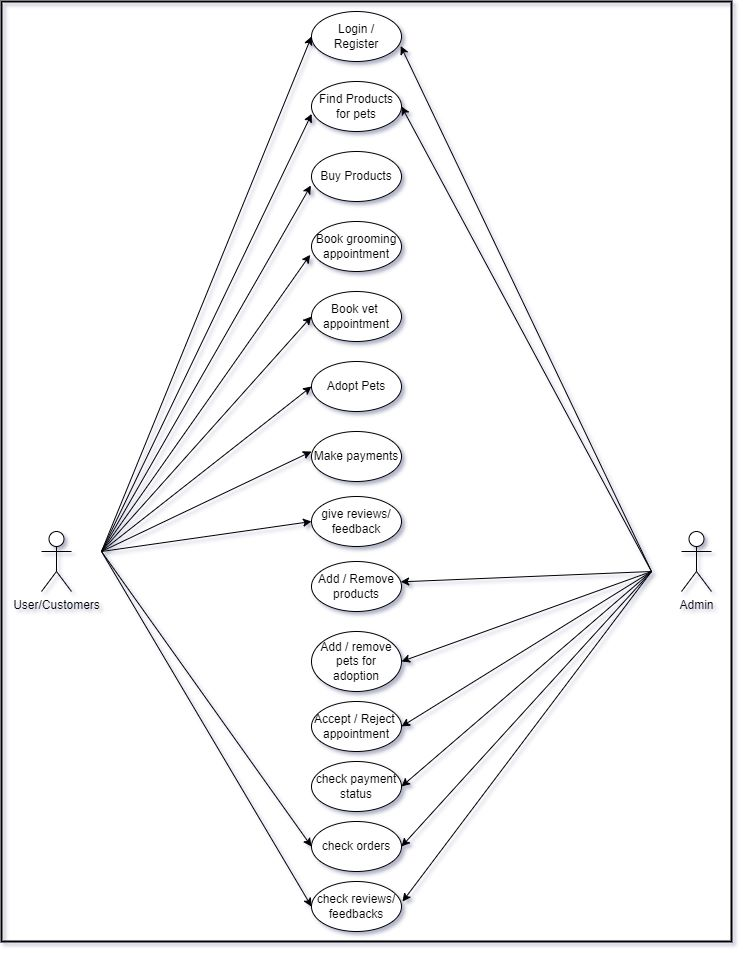 Login /
Register
Find Products
for pets
Buy Products
Book grooming
appointment
Book vet
appointment
Adopt Pets
Make payments
give reviews/
feedback
User/Customers
Add / Remove
products
Admin
Add / remove
pets for
adoption
Accept / Reject
appointment
check payment
status
check orders
check reviews/
feedbacks